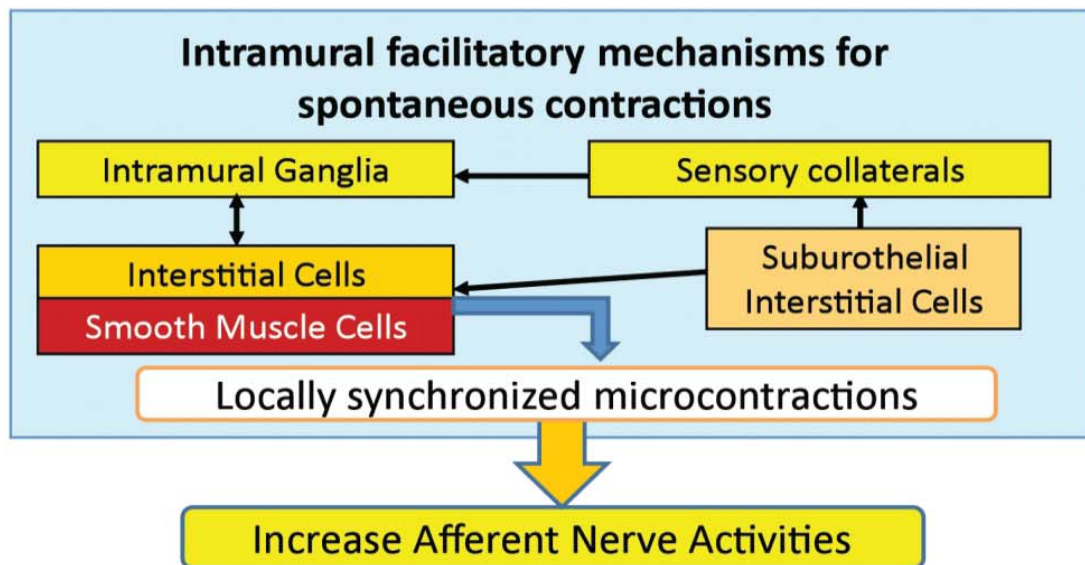 Intramural facilitatory mechanisms for
spontaneous contractions
Intramural Ganglia
Sensory collaterals
Interstitial Cells
Suburothelial
Interstitial Cells
Smooth Muscle Cells
Locally synchronized microcontractions
Increase Afferent Nerve Activities